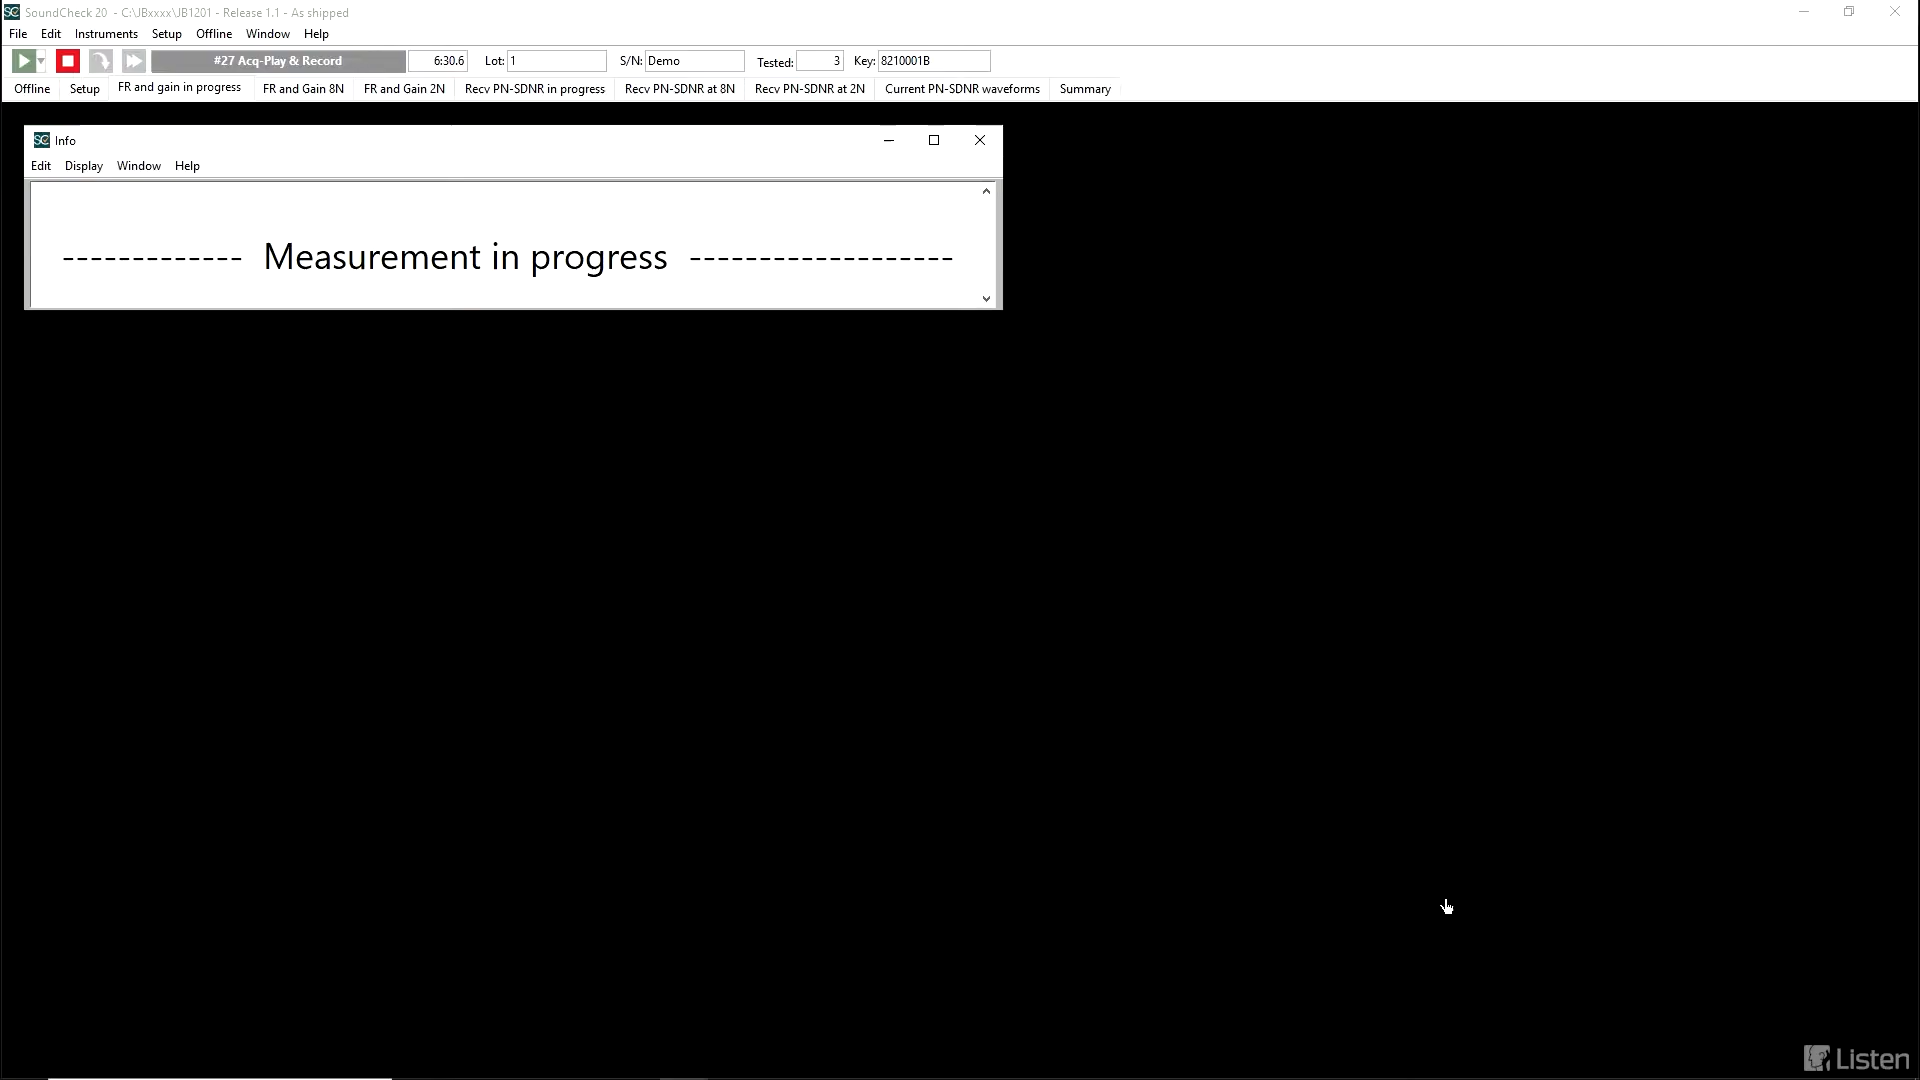 SoundCheck 20 - C:\JBxxxx\JB1201 - Release 1.1 - As shipped
File Edit Instruments Setup Offline Window Help
#27 Acq-Play & Record 6:30.6 Lot: 1 S/N: Demo Tested: 3 Key: 8210001B
Offline Setup FR and gain in progress FR and Gain 8N FR and Gain 2N Recv PN-SDNR in progress Recv PN-SDNR at 8N Recv PN-SDNR at 2N Current PN-SDNR waveforms Summary
SC Info
Edit Display Window Help
------------- Measurement in progress -------------------
Listen